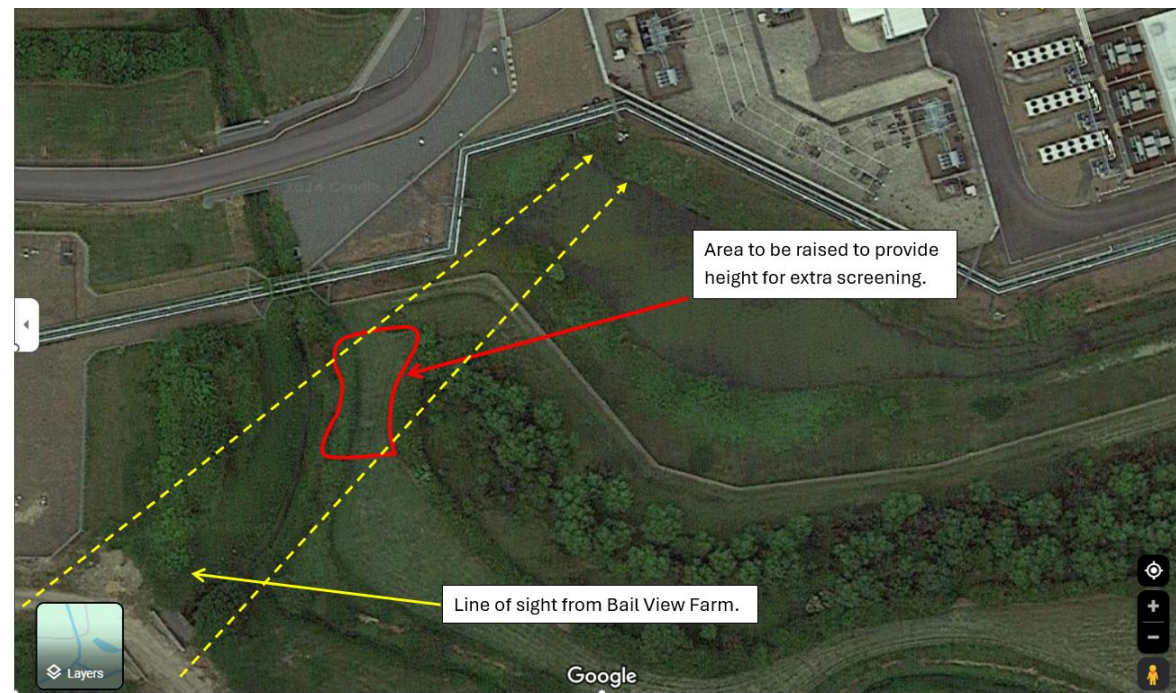 Area to be raised to provide
height for extra screening.
Line of sight from Bail View Farm.
Layers
Google